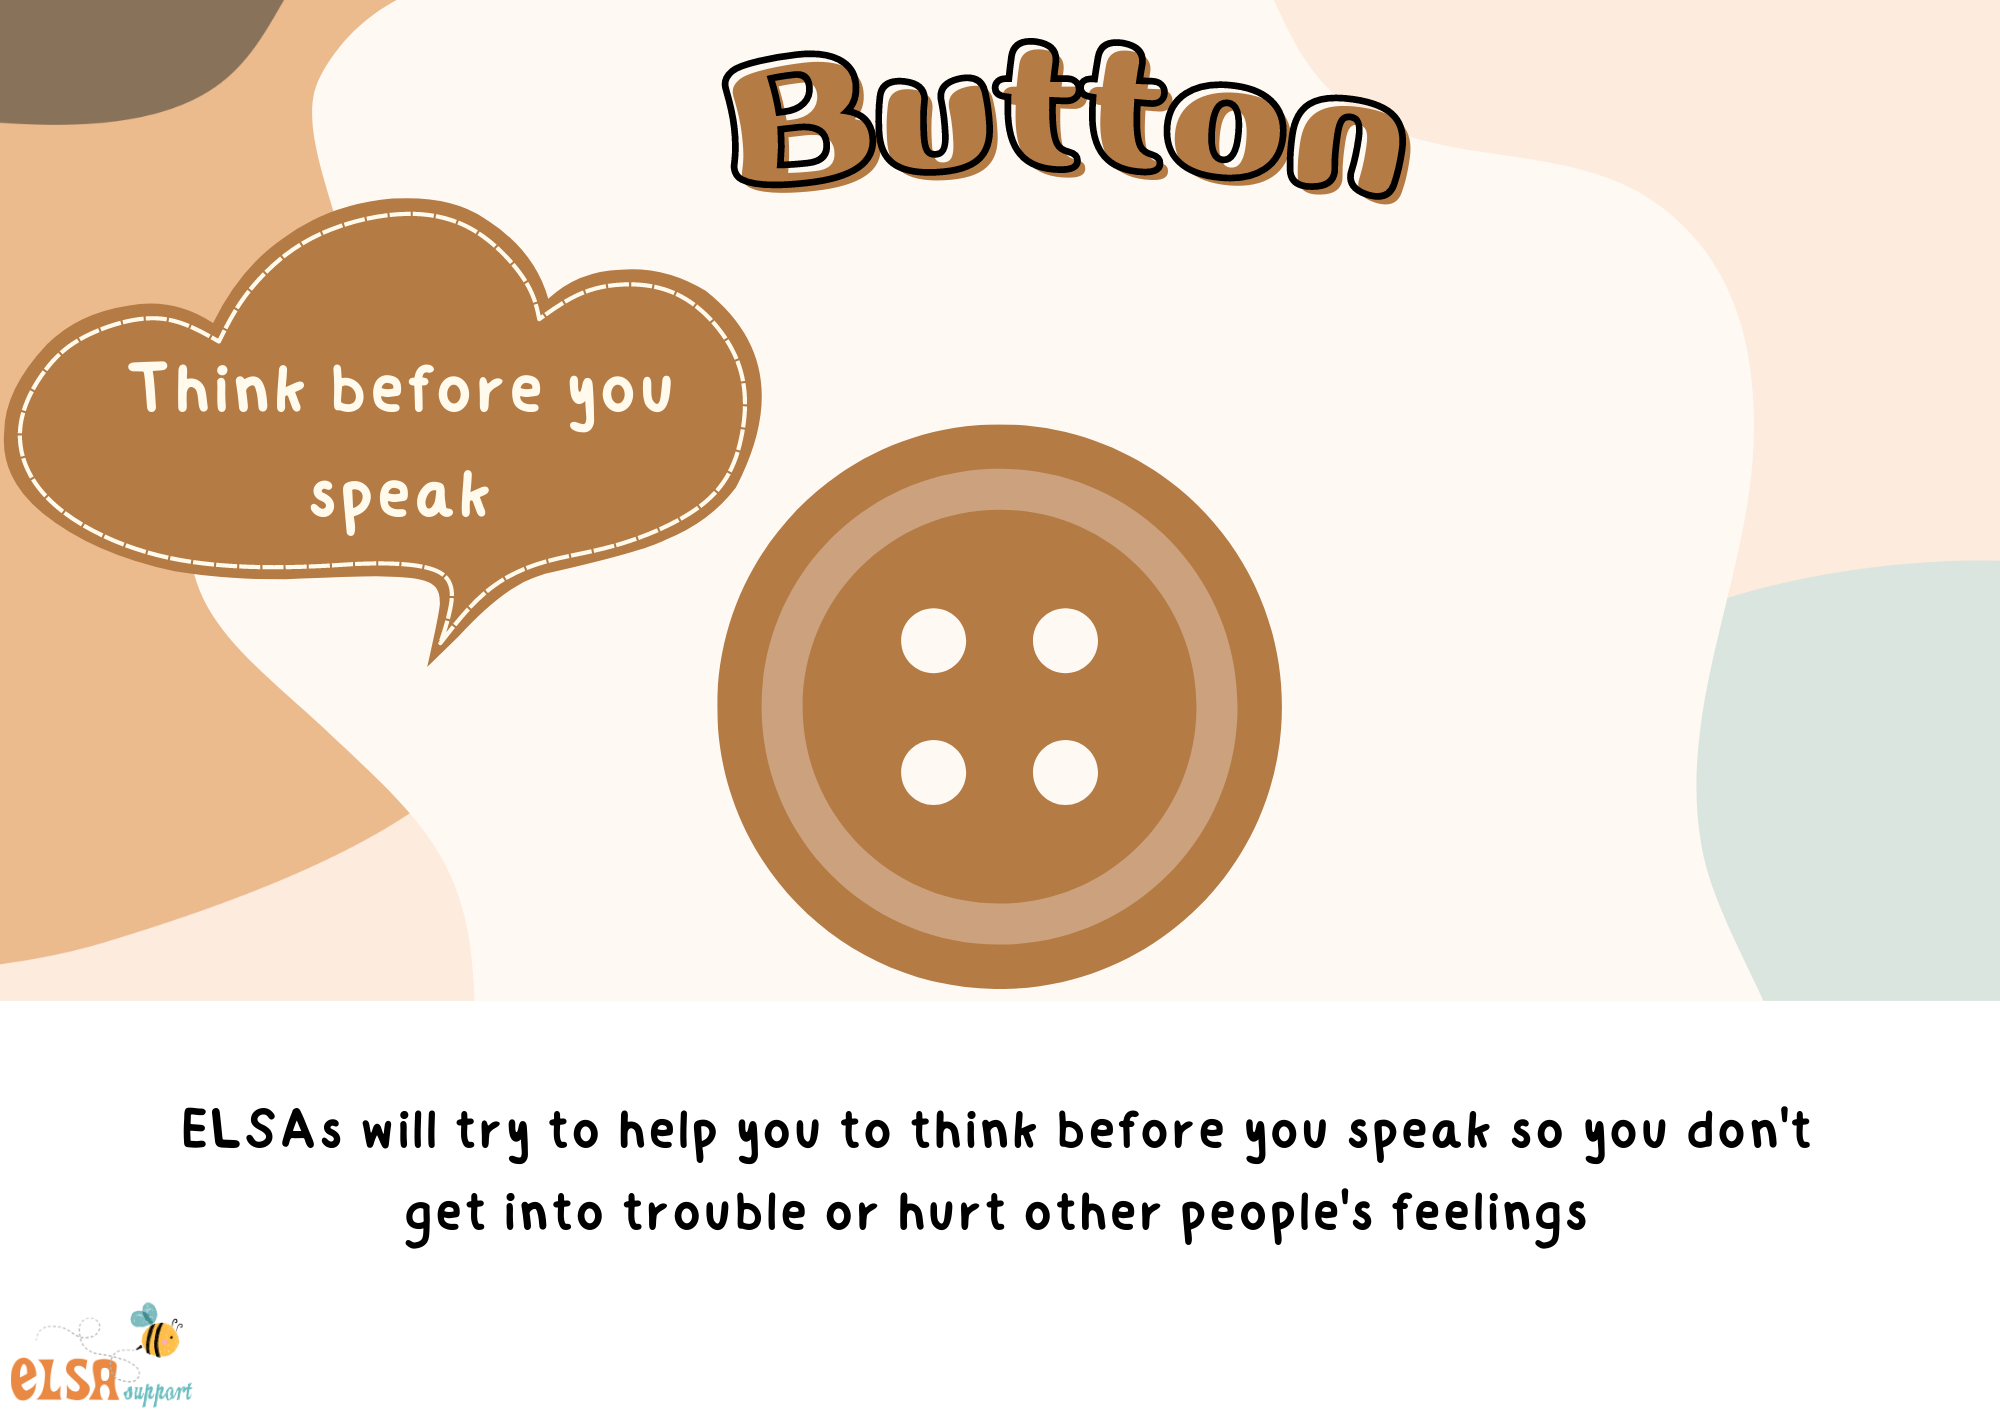 Button
Think before you
speak
ELSAs will try to help you to think before you speak so you don't
get into trouble or hurt other people's feelings
eLSA support